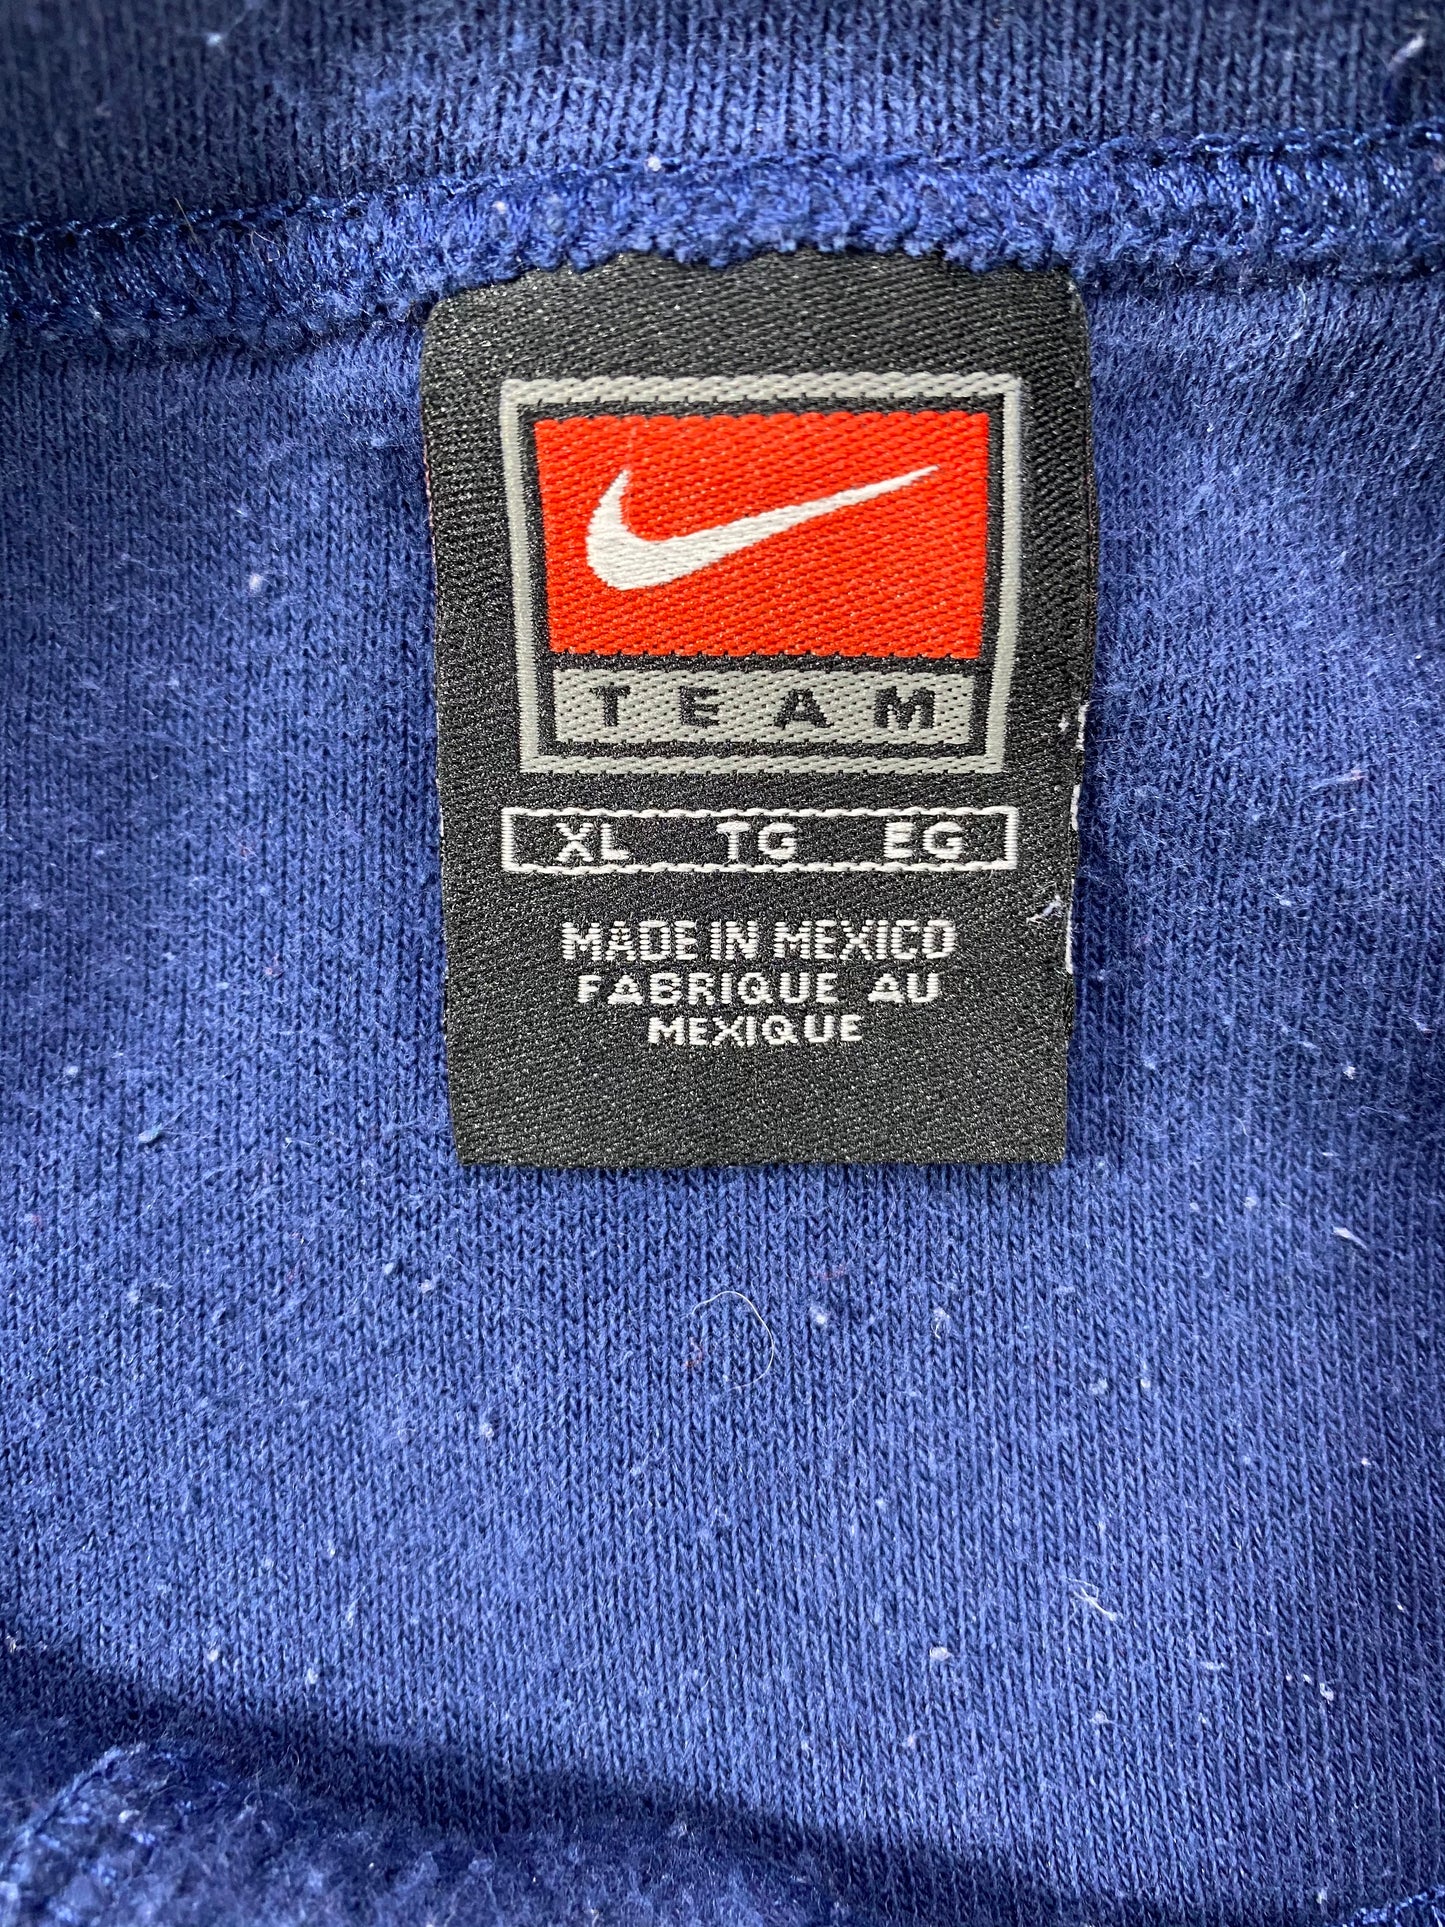 TEAM
XL TG EG
MADE IN MEXICO
FABRIQUE AU
MEXIQUE